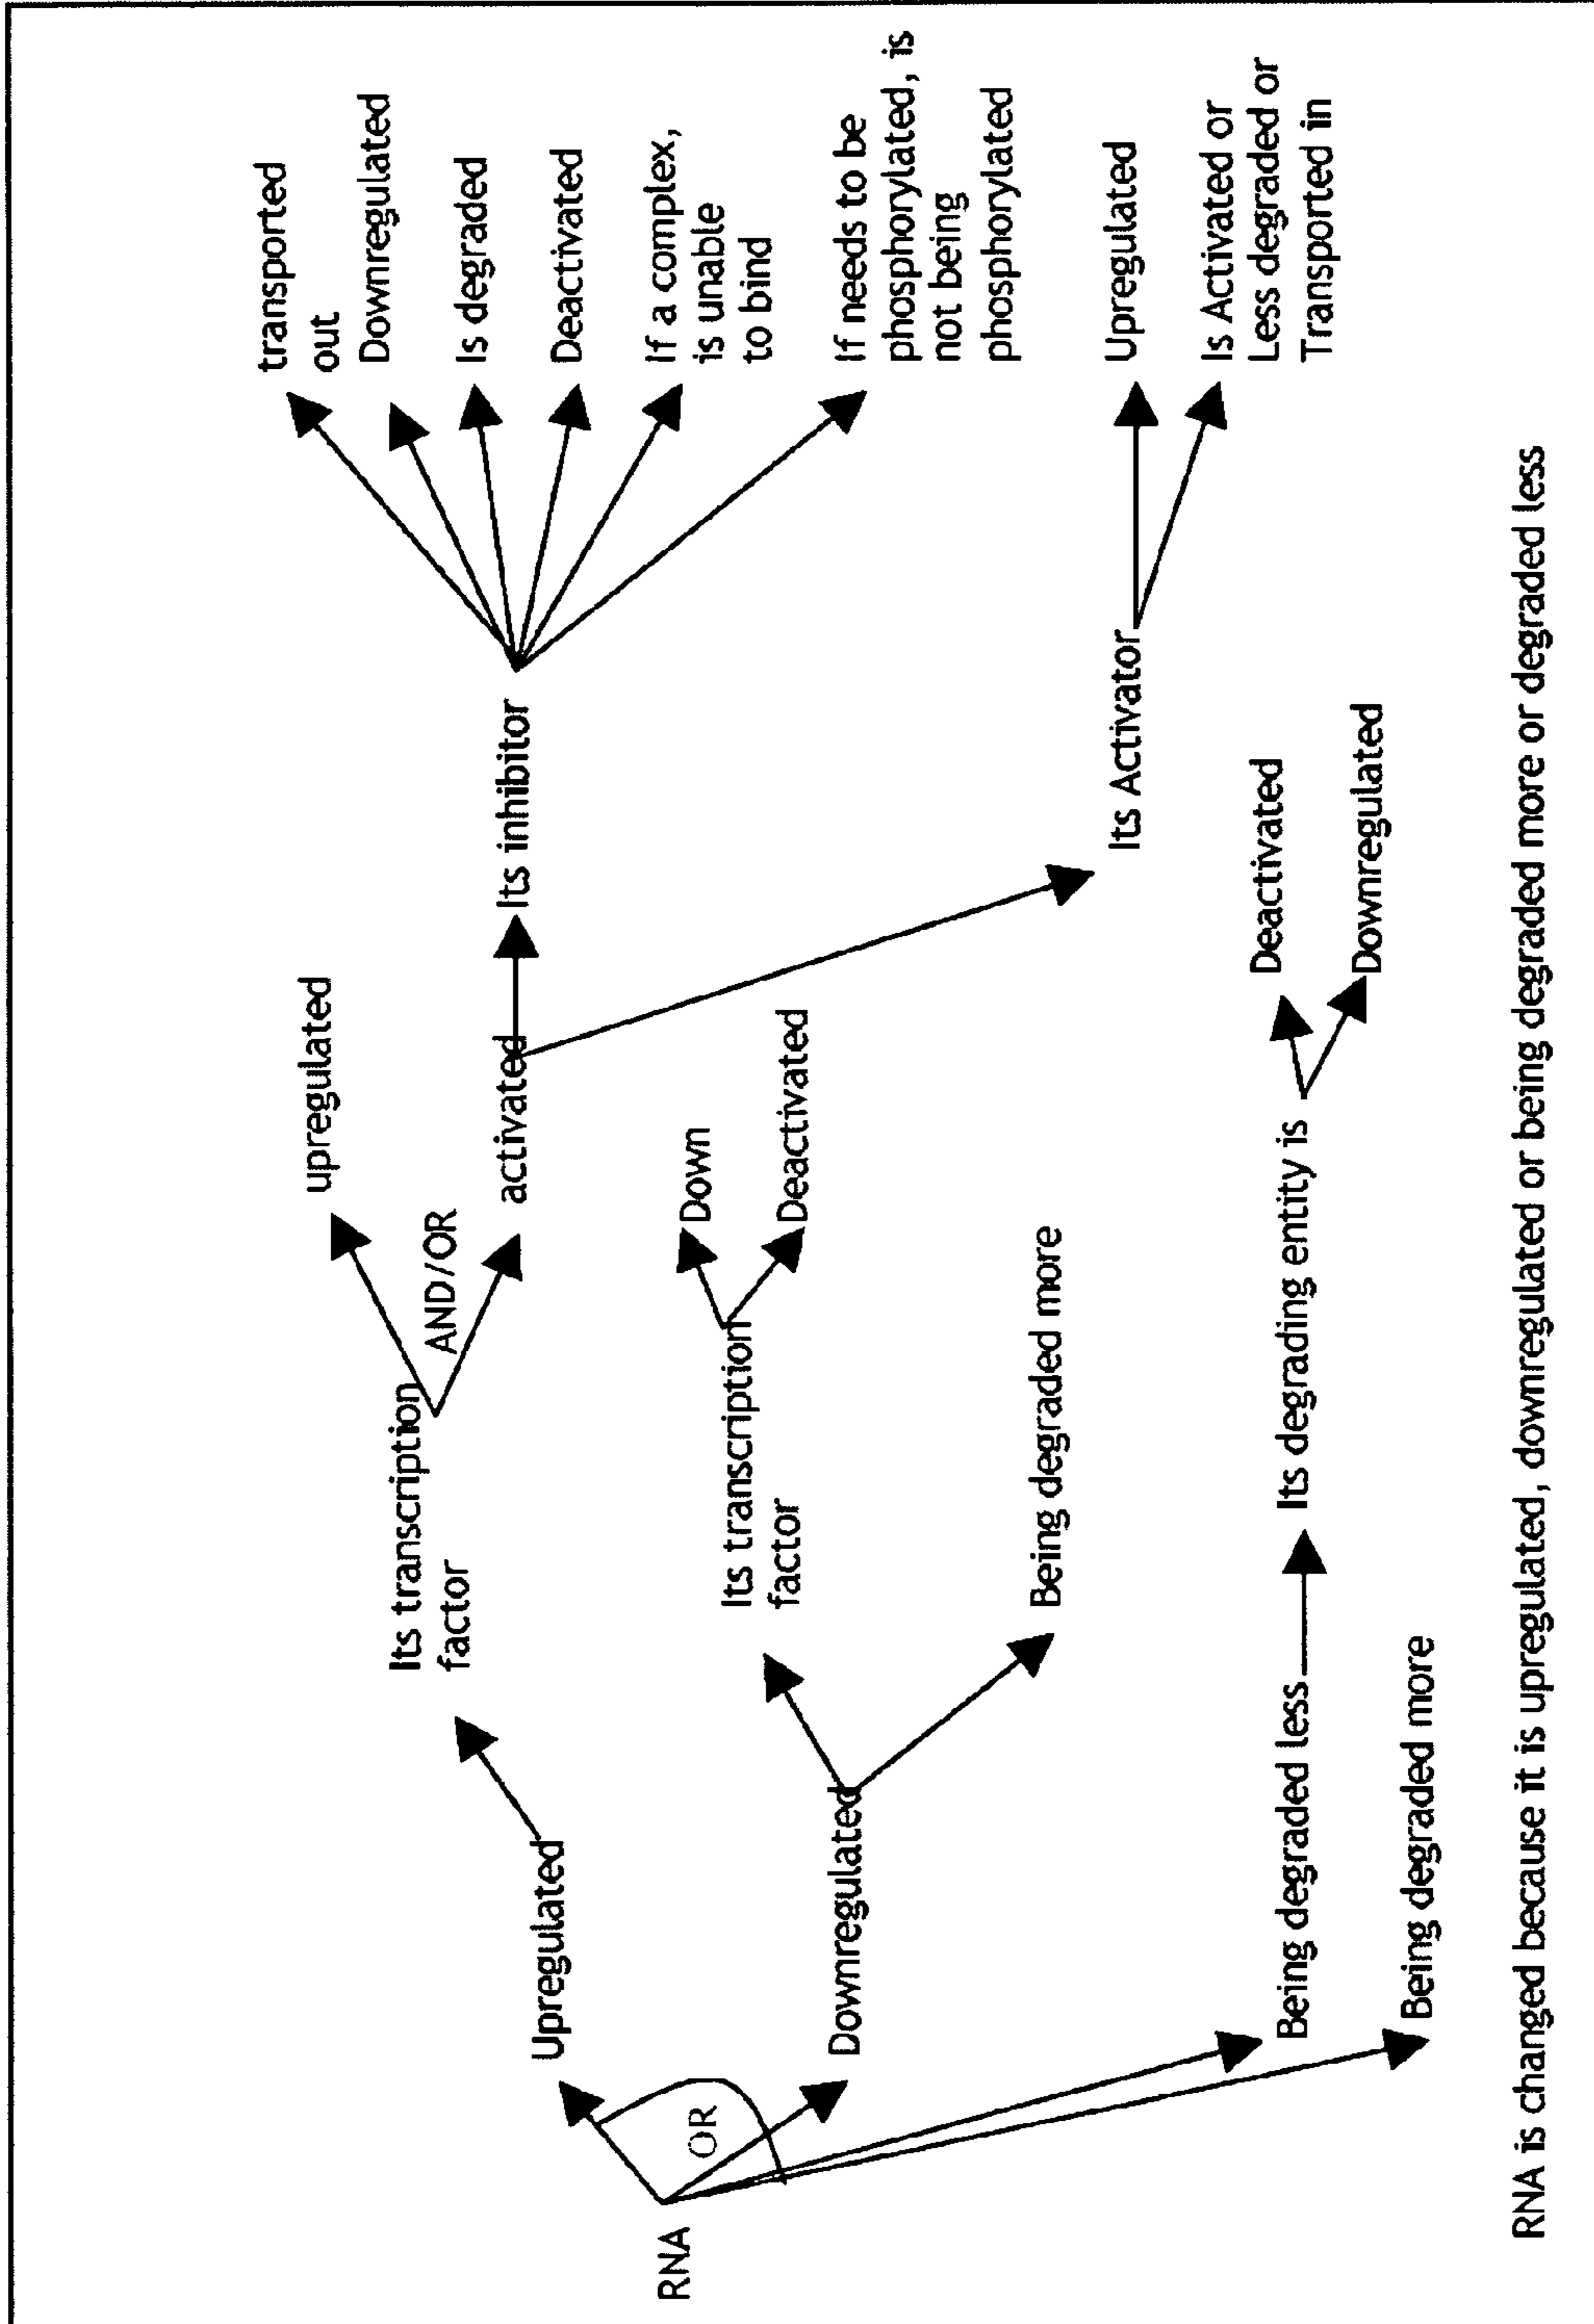 RNA
OR
Upregulated
Its transcription
factor
AND/OR
upregulated
activated
Its inhibitor
transported
out
Downregulated
Is degraded
Deactivated
If a complex,
is unable
to bind
If needs to be
phosphorylated, is
not being
phosphorylated
Its Activator
Upregulated
Is Activated or
Less degraded or
Transported in
Downregulated
Its transcription
factor
Down
Deactivated
Being degraded more
Being degraded less
Its degrading entity is
Deactivated
Downregulated
Being degraded more
RNA is changed because it is upregulated, downregulated or being degraded more or degraded less